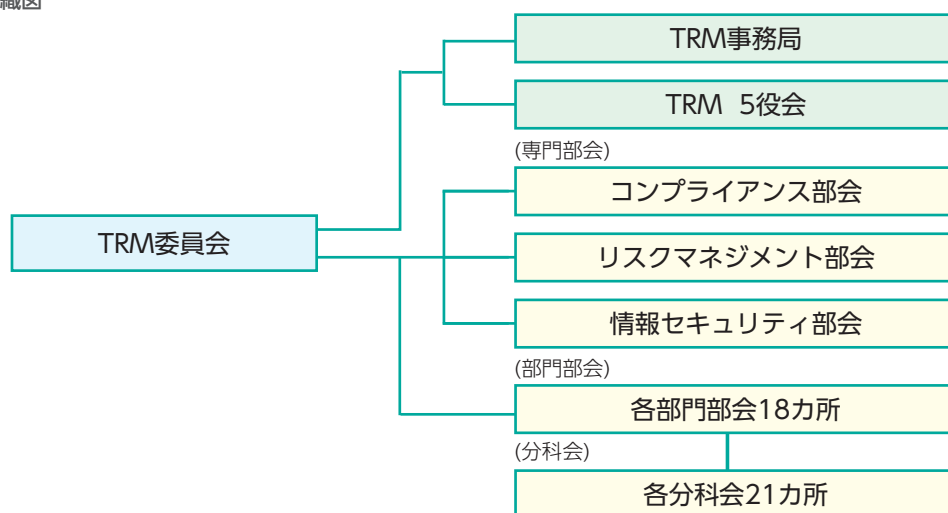 織図
TRM事務局
TRM 5役会
(専門部会)
コンプライアンス部会
TRM委員会
リスクマネジメント部会
情報セキュリティ部会
(部門部会)
各部門部会18カ所
(分科会)
各分科会21カ所